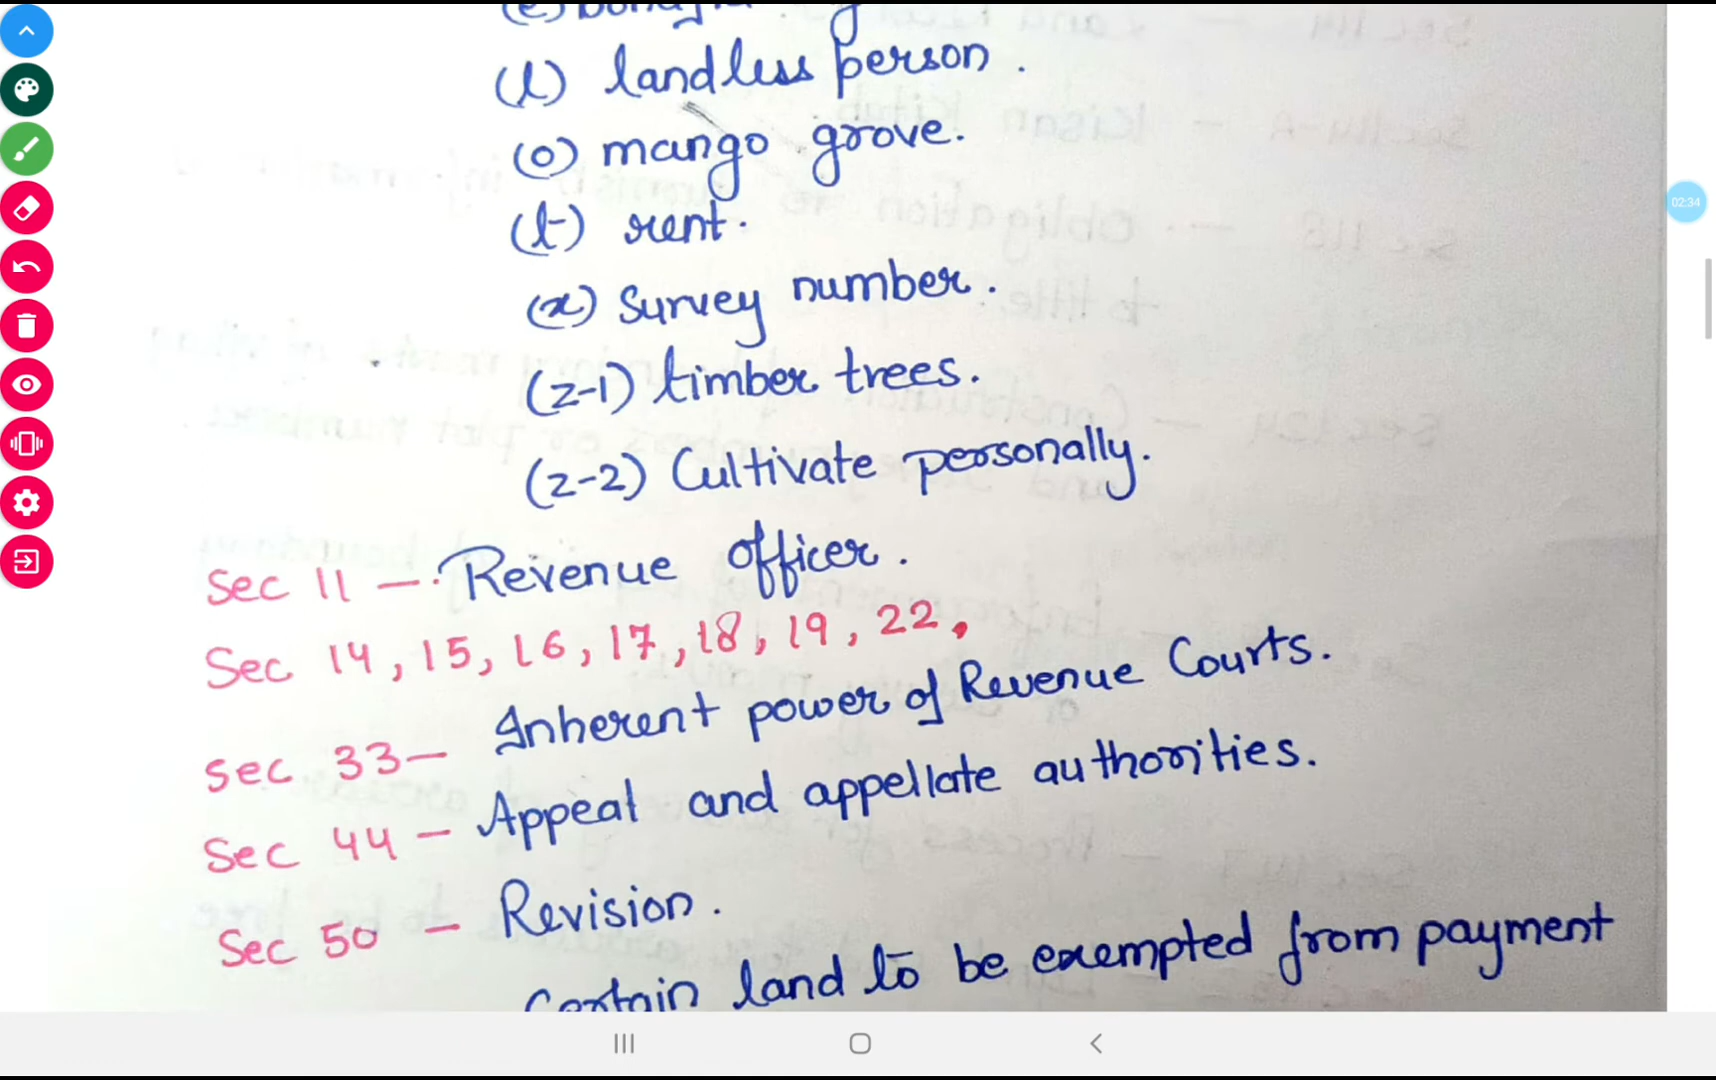 (l) landless person.
(o) mango grove.
(t) rent.
(x) Survey number.
(z-1) timber trees.
(z-2) Cultivate personally.
Sec 11 - Revenue officer.
Sec 14, 15, 16, 17, 18, 19, 22,
Sec 33- Inherent power of Revenue Courts.
Sec 44 - Appeal and appellate authorities.
Sec 50 - Revision.
Certain land to be exempted from payment
02:34